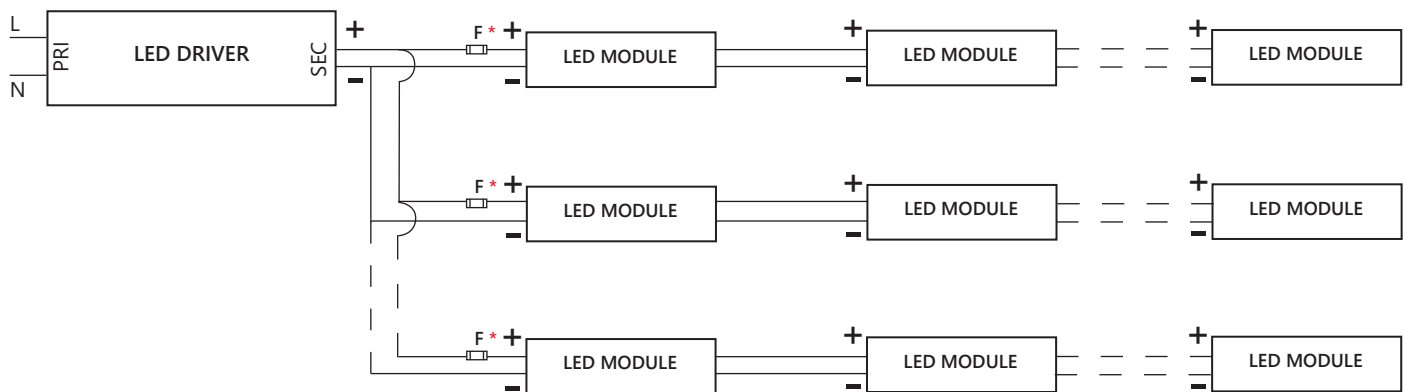 L
N
PRI
LED DRIVER
SEC
+
-
F * +
-
LED MODULE
+
-
LED MODULE
+
-
LED MODULE
F * +
-
LED MODULE
+
-
LED MODULE
+
-
LED MODULE
F * +
-
LED MODULE
+
-
LED MODULE
+
-
LED MODULE